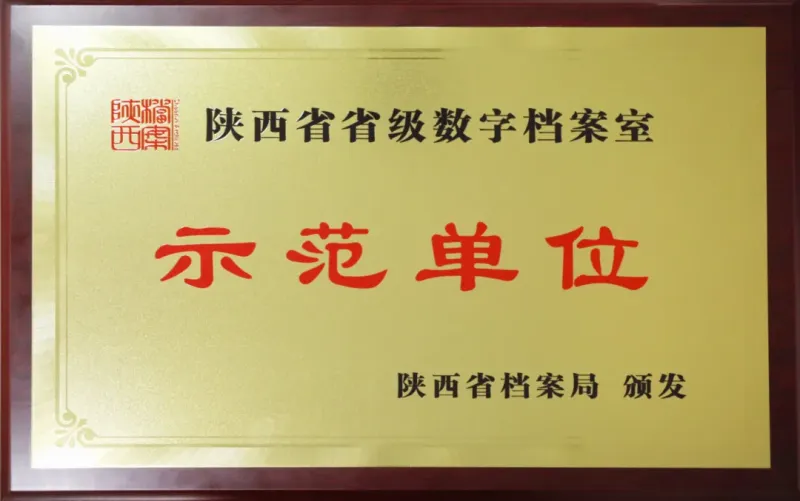 陕西档案
陕西省省级数字档案室
示范单位
陕西省档案局 颁发